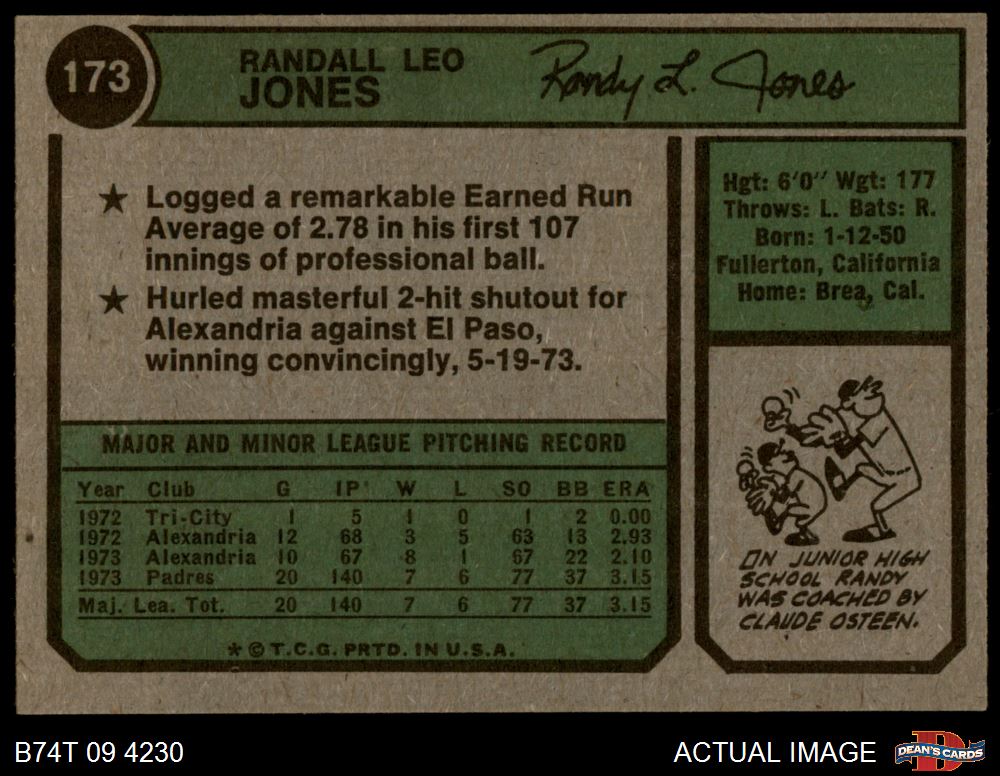 173
RANDALL LEO
JONES
Randy L. Jones
★ Logged a remarkable Earned Run
Average of 2.78 in his first 107
innings of professional ball.
★ Hurled masterful 2-hit shutout for
Alexandria against El Paso,
winning convincingly, 5-19-73.
MAJOR AND MINOR LEAGUE PITCHING RECORD
Year Club G IP W L SO BB ERA
1972 Tri-City 1 5 1 0 1 2 0.00
1972 Alexandria 12 68 3 5 63 13 2.93
1973 Alexandria 10 67 8 1 67 22 2.10
1973 Padres 20 140 7 6 77 37 3.15
Maj. Lea. Tot. 20 140 7 6 77 37 3.15
* © T.C.G. PRTD. IN U.S.A.
Hgt: 6'0" Wgt: 177
Throws: L. Bats: R.
Born: 1-12-50
Fullerton, California
Home: Brea, Cal.
IN JUNIOR HIGH
SCHOOL RANDY
WAS COACHED BY
CLAUDE OSTEEN.
B74T 09 4230
ACTUAL IMAGE
D
DEAN'S CARDS